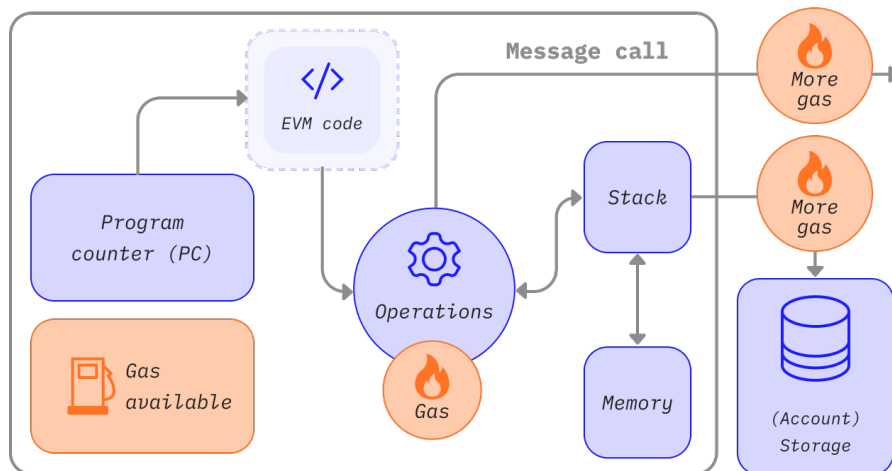 Message call
More
gas
</>
EVM code
Program
counter (PC)
Stack
More
gas
Operations
Gas
available
Gas
Memory
(Account)
Storage